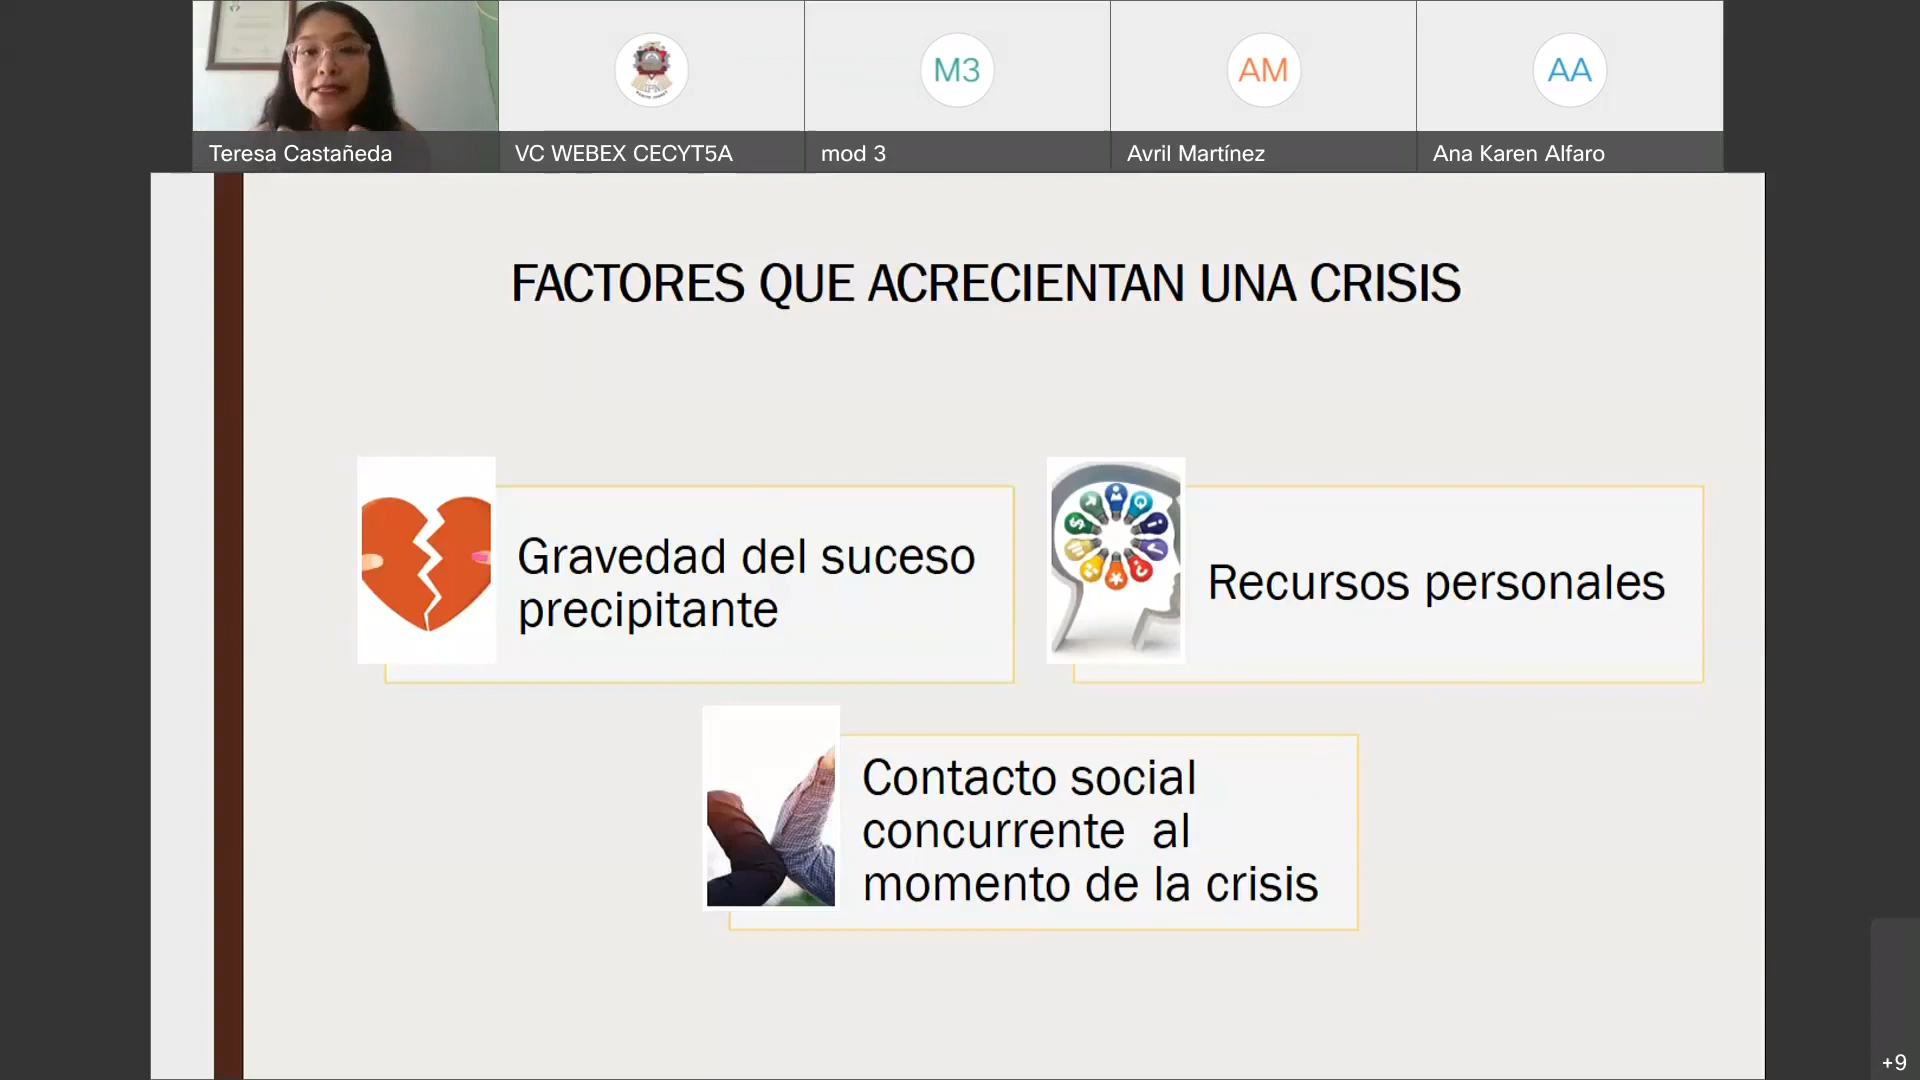 M3
AM
AA
Teresa Castañeda
VC WEBEX CECYT5A
mod 3
Avril Martínez
Ana Karen Alfaro
FACTORES QUE ACRECIENTAN UNA CRISIS
Gravedad del suceso
precipitante
Recursos personales
Contacto social
concurrente al
momento de la crisis
+9